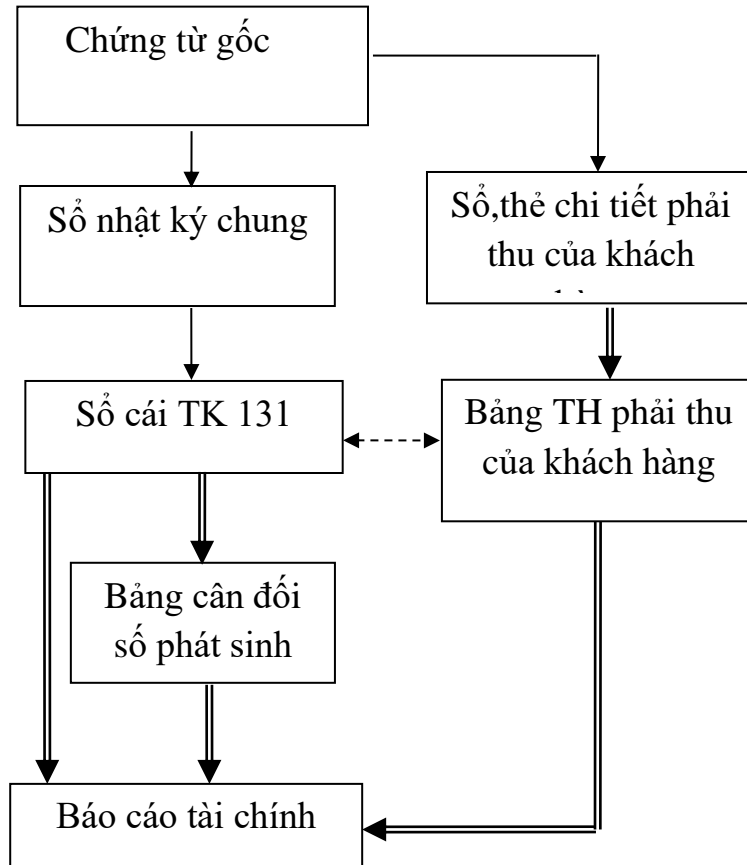 Chứng từ gốc
Sổ nhật ký chung
Sổ,thẻ chi tiết phải
thu của khách
Sổ cái TK 131
Bảng TH phải thu
của khách hàng
Bảng cân đối
số phát sinh
Báo cáo tài chính